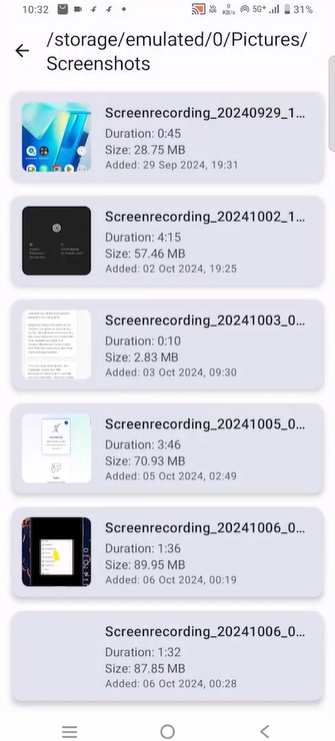 10:32
0
KB/s
5G+
31%
/storage/emulated/0/Pictures/
Screenshots
Screenrecording_20240929_1...
Duration: 0:45
Size: 28.75 MB
Added: 29 Sep 2024, 19:31
Screenrecording_20241002_1...
Duration: 4:15
Size: 57.46 MB
Added: 02 Oct 2024, 19:25
Screenrecording_20241003_0...
Duration: 0:10
Size: 2.83 MB
Added: 03 Oct 2024, 09:30
Screenrecording_20241005_0...
Duration: 3:46
Size: 70.93 MB
Added: 05 Oct 2024, 02:49
Screenrecording_20241006_0...
Duration: 1:36
Size: 89.95 MB
Added: 06 Oct 2024, 00:19
Screenrecording_20241006_0...
Duration: 1:32
Size: 87.85 MB
Added: 06 Oct 2024, 00:28